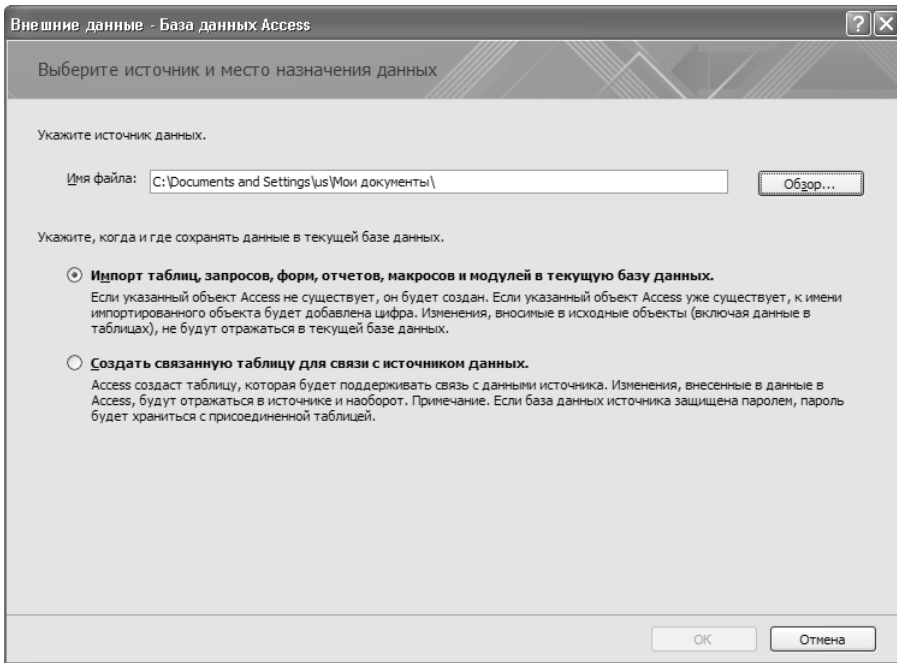 Внешние данные - База данных Access
Выберите источник и место назначения данных
Укажите источник данных.
Имя файла: C:\Documents and Settings\us\Мои документы\ Обзор...
Укажите, когда и где сохранять данные в текущей базе данных.
Импорт таблиц, запросов, форм, отчетов, макросов и модулей в текущую базу данных.
Если указанный объект Access не существует, он будет создан. Если указанный объект Access уже существует, к имени
импортированного объекта будет добавлена цифра. Изменения, вносимые в исходные объекты (включая данные в
таблицах), не будут отражаться в текущей базе данных.
Создать связанную таблицу для связи с источником данных.
Access создаст таблицу, которая будет поддерживать связь с данными источника. Изменения, внесенные в данные в
Access, будут отражаться в источнике и наоборот. Примечание. Если база данных источника защищена паролем, пароль
будет храниться с присоединенной таблицей.
OK Отмена